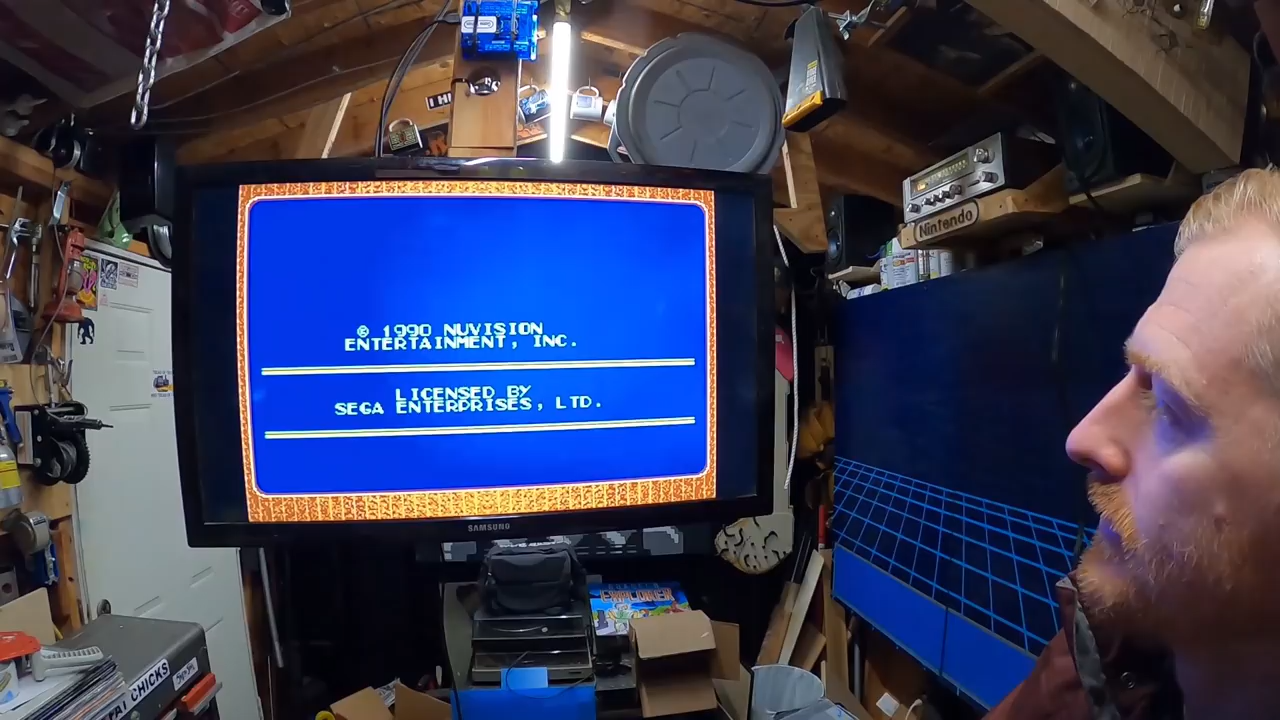 Nintendo
© 1990 NUVISION
ENTERTAINMENT, INC.
LICENSED BY
SEGA ENTERPRISES, LTD.
SAMSUNG
EXPLORER
CHICKS